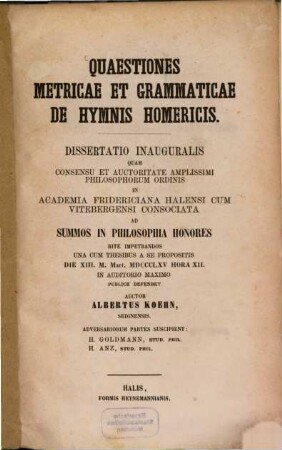 QUAESTIONES
METRICAE ET GRAMMATICAE
DE HYMNIS HOMERICIS.
DISSERTATIO INAUGURALIS
QUAM
CONSENSU ET AUCTORITATE AMPLISSIMI
PHILOSOPHORUM ORDINIS
IN
ACADEMIA FRIDERICIANA HALENSI CUM
VITEBERGENSI CONSOCIATA
AD
SUMMOS IN PHILOSOPHIA HONORES
RITE IMPETRANDOS
UNA CUM THESIBUS A SE PROPOSITIS
DIE XIII. M. Mart. MDCCCLXV HORA XII.
IN AUDITORIO MAXIMO
PUBLICE DEFENDET
AUCTOR
ALBERTUS KOEHN,
SEDINENSIS.
ADVERSARIORUM PARTES SUSCIPIENT:
H. GOLDMANN, STUD. PHIL.
H. ANZ, STUD. PHIL.
HALIS,
FORMIS HEYNEMANNIANIS.